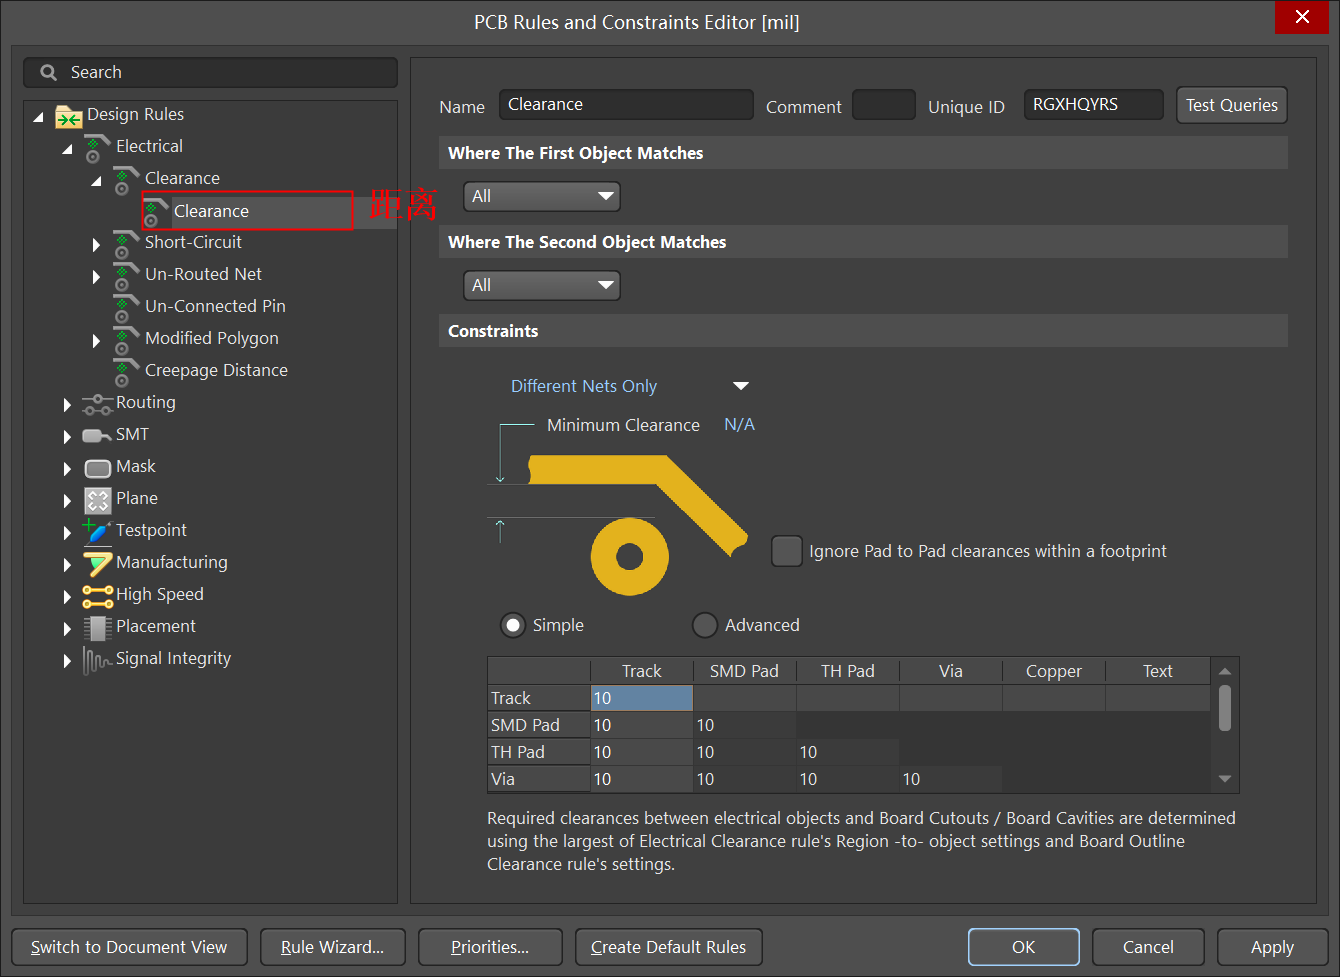 PCB Rules and Constraints Editor [mil]
Search
Design Rules
Electrical
Clearance
Clearance
距离
Short-Circuit
Un-Routed Net
Un-Connected Pin
Modified Polygon
Creepage Distance
Routing
SMT
Mask
Plane
Testpoint
Manufacturing
High Speed
Placement
Signal Integrity
Name Clearance Comment Unique ID RGXHQYRS Test Queries
Where The First Object Matches
All
Where The Second Object Matches
All
Constraints
Different Nets Only
Minimum Clearance N/A
Ignore Pad to Pad clearances within a footprint
Simple Advanced
Track SMD Pad TH Pad Via Copper Text
Track 10
SMD Pad 10 10
TH Pad 10 10 10
Via 10 10 10 10
Required clearances between electrical objects and Board Cutouts / Board Cavities are determined
using the largest of Electrical Clearance rule's Region -to- object settings and Board Outline
Clearance rule's settings.
Switch to Document View Rule Wizard... Priorities... Create Default Rules OK Cancel Apply